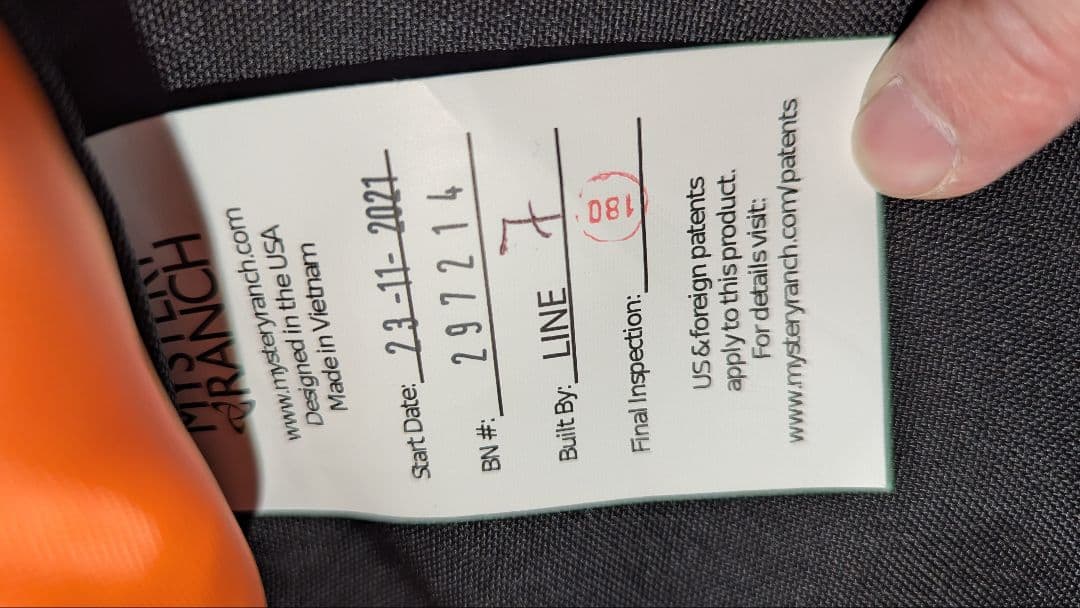 MYSTERY
RANCH
www.mysteryranch.com
Designed in the USA
Made in Vietnam
Start Date: 23-11-2021
BN #: 297214
Built By: LINE 7
Final Inspection: 180
US & foreign patents
apply to this product.
For details visit:
www.mysteryranch.com/patents